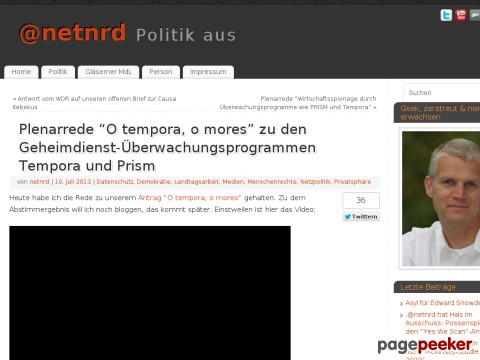 @netnrd Politik aus
Home
Politik
Gläserner MdL
Person
Impressum
« Antwort vom WDR auf unseren offenen Brief zur Causa Kebekus
Plenarrede "Wirtschaftsspionage durch Überwachungsprogramme wie PRISM und Tempora" »
Plenarrede “O tempora, o mores” zu den
Geheimdienst-Überwachungsprogrammen
Tempora und Prism
von netnrd | 10. Juli 2013 | Datenschutz, Demokratie, Landtagsarbeit, Medien, Menschenrechte, Netzpolitik, Privatsphäre
Heute habe ich die Rede zu unserem Antrag “O tempora, o mores” gehalten. Zu dem
Abstimmergebnis will ich noch bloggen, das kommt später. Einstweilen ist hier das Video:
36
Twittern
Suchen
Geek, zerstreut & nie
erwachsen
Letzte Beiträge
Asyl für Edward Snowde
.@netnrd hat Hals im
Ausschuss: Possenspie
den “Yes We Scan”-An
pagepeeker